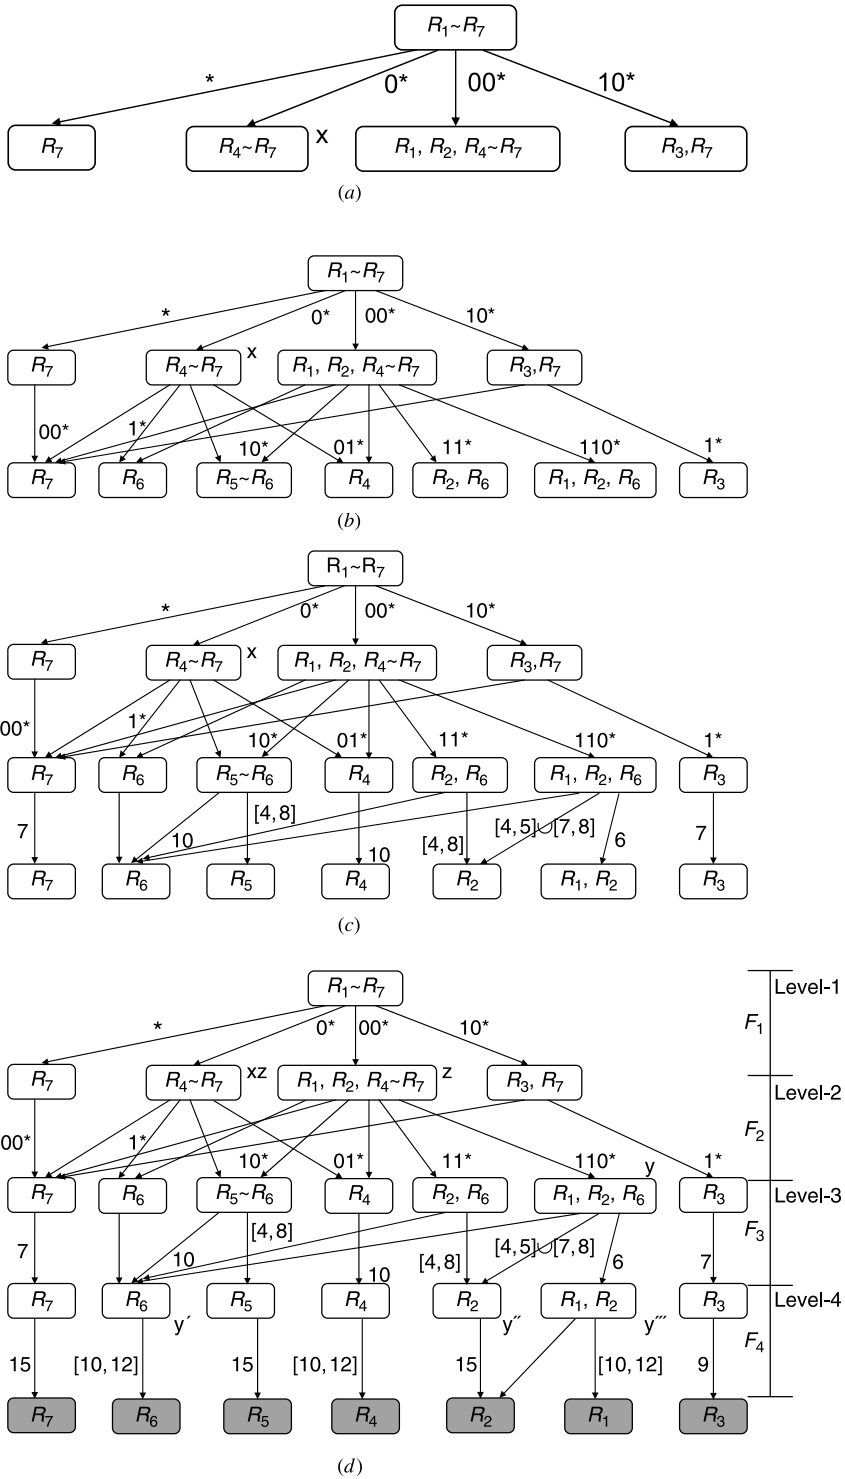 R1~R7
* 0* 00* 10*
R7 R4~R7 x R1, R2, R4~R7 R3,R7
(a)
R1~R7
* 0* 00* 10*
R7 R4~R7 x R1, R2, R4~R7 R3,R7
00* 1* 10* 01* 11* 110* 1*
R7 R6 R5~R6 R4 R2, R6 R1, R2, R6 R3
(b)
R1~R7
* 0* 00* 10*
R7 R4~R7 x R1, R2, R4~R7 R3,R7
00* 1* 10* 01* 11* 110* 1*
R7 R6 R5~R6 R4 R2, R6 R1, R2, R6 R3
7 10 [4,8] 10 [4,8] [4,5]∪[7,8] 6 7
R7 R6 R5 R4 R2 R1, R2 R3
(c)
R1~R7 Level-1
* 0* 00* 10* F1
R7 R4~R7 xz R1, R2, R4~R7 z R3, R7 Level-2
00* 1* 10* 01* 11* 110* y 1* F2
R7 R6 R5~R6 R4 R2, R6 R1, R2, R6 R3 Level-3
7 10 [4,8] 10 [4,8] [4,5]∪[7,8] 6 7 F3
R7 R6 R5 R4 R2 R1, R2 R3 Level-4
y′ y″ y‴ F4
15 [10,12] 15 [10,12] 15 [10,12] 9
R7 R6 R5 R4 R2 R1 R3
(d)